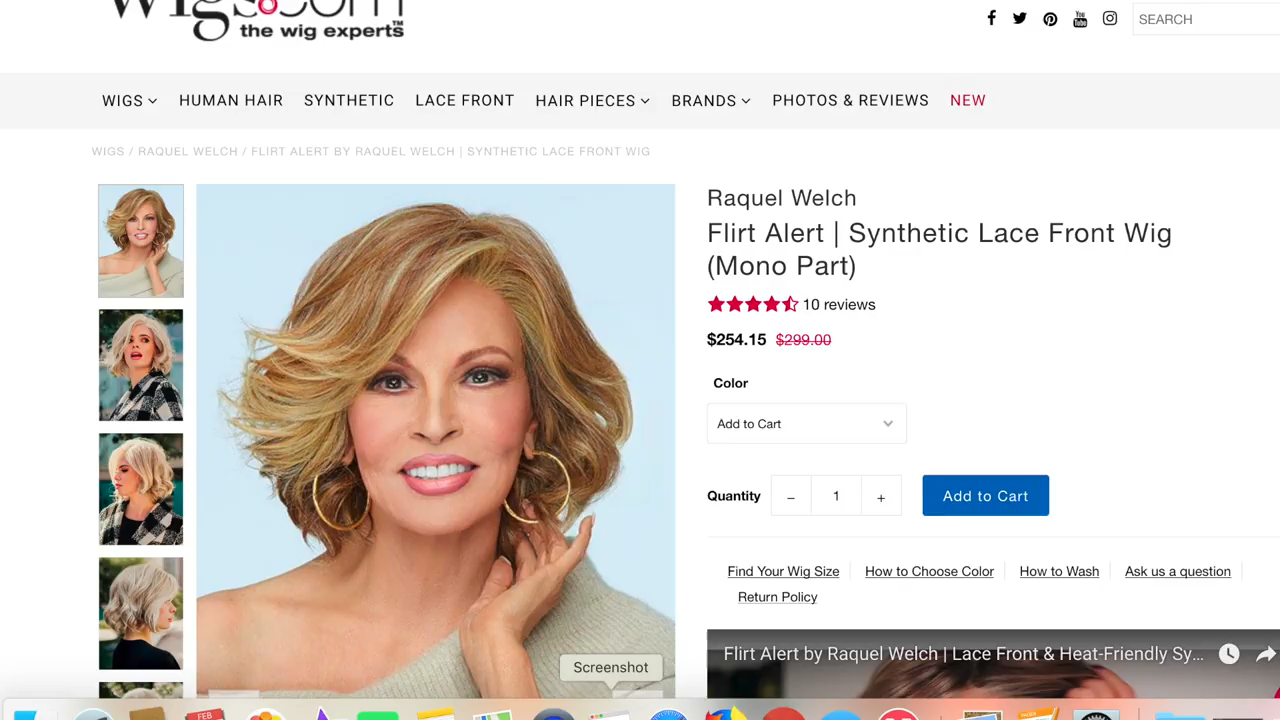 wigs.com
the wig experts™
SEARCH
WIGS HUMAN HAIR SYNTHETIC LACE FRONT HAIR PIECES BRANDS PHOTOS & REVIEWS NEW
WIGS / RAQUEL WELCH / FLIRT ALERT BY RAQUEL WELCH | SYNTHETIC LACE FRONT WIG
Raquel Welch
Flirt Alert | Synthetic Lace Front Wig
(Mono Part)
10 reviews
$254.15 $299.00
Color
Add to Cart
Quantity – 1 + Add to Cart
Find Your Wig Size How to Choose Color How to Wash Ask us a question
Return Policy
Flirt Alert by Raquel Welch | Lace Front & Heat-Friendly Sy...
Screenshot
FEB